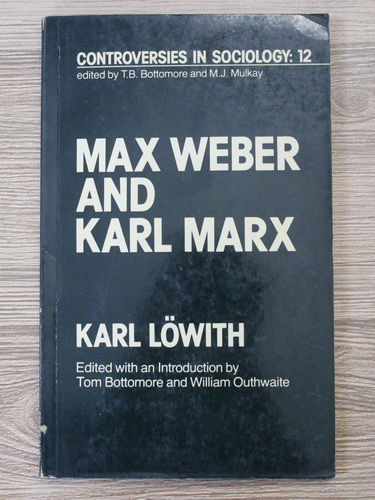 CONTROVERSIES IN SOCIOLOGY: 12
edited by T.B. Bottomore and M.J. Mulkay
MAX WEBER
AND
KARL MARX
KARL LÖWITH
Edited with an Introduction by
Tom Bottomore and William Outhwaite